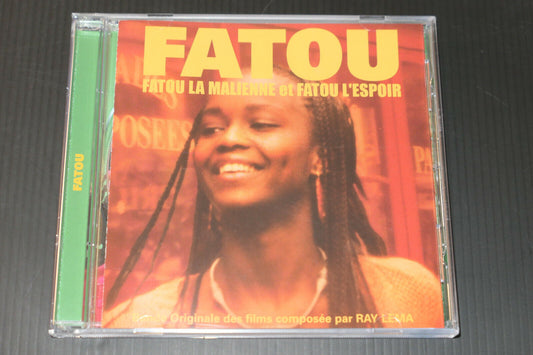 FATOU
FATOU LA MALIENNE et FATOU L'ESPOIR
POSEES
Originale des films composée par RAY LEMA
FATOU